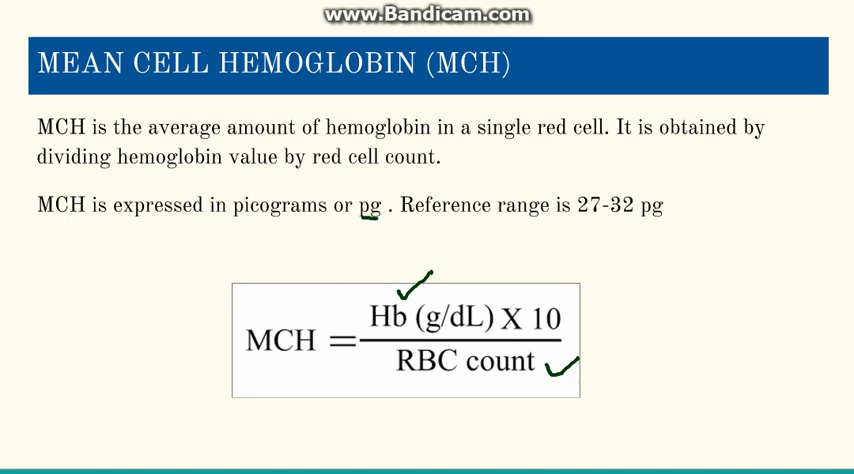 www.Bandicam.com
MEAN CELL HEMOGLOBIN (MCH)
MCH is the average amount of hemoglobin in a single red cell. It is obtained by
dividing hemoglobin value by red cell count.
MCH is expressed in picograms or pg . Reference range is 27-32 pg
Hb (g/dL) X 10
MCH =
RBC count